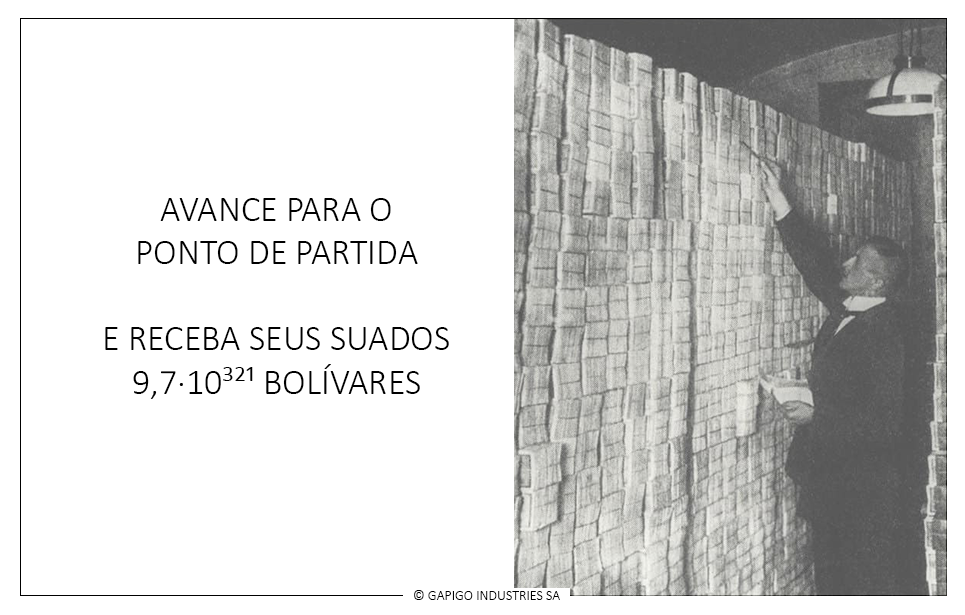 AVANCE PARA O
PONTO DE PARTIDA
E RECEBA SEUS SUADOS
9,7·10³²¹ BOLÍVARES
© GAPIGO INDUSTRIES SA